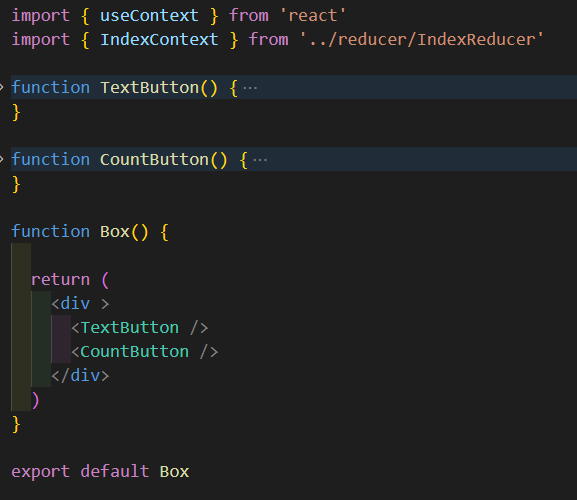 import { useContext } from 'react'
import { IndexContext } from '../reducer/IndexReducer'
function TextButton() { ···
}
function CountButton() { ···
}
function Box() {
return (
<div >
<TextButton />
<CountButton />
</div>
)
}
export default Box